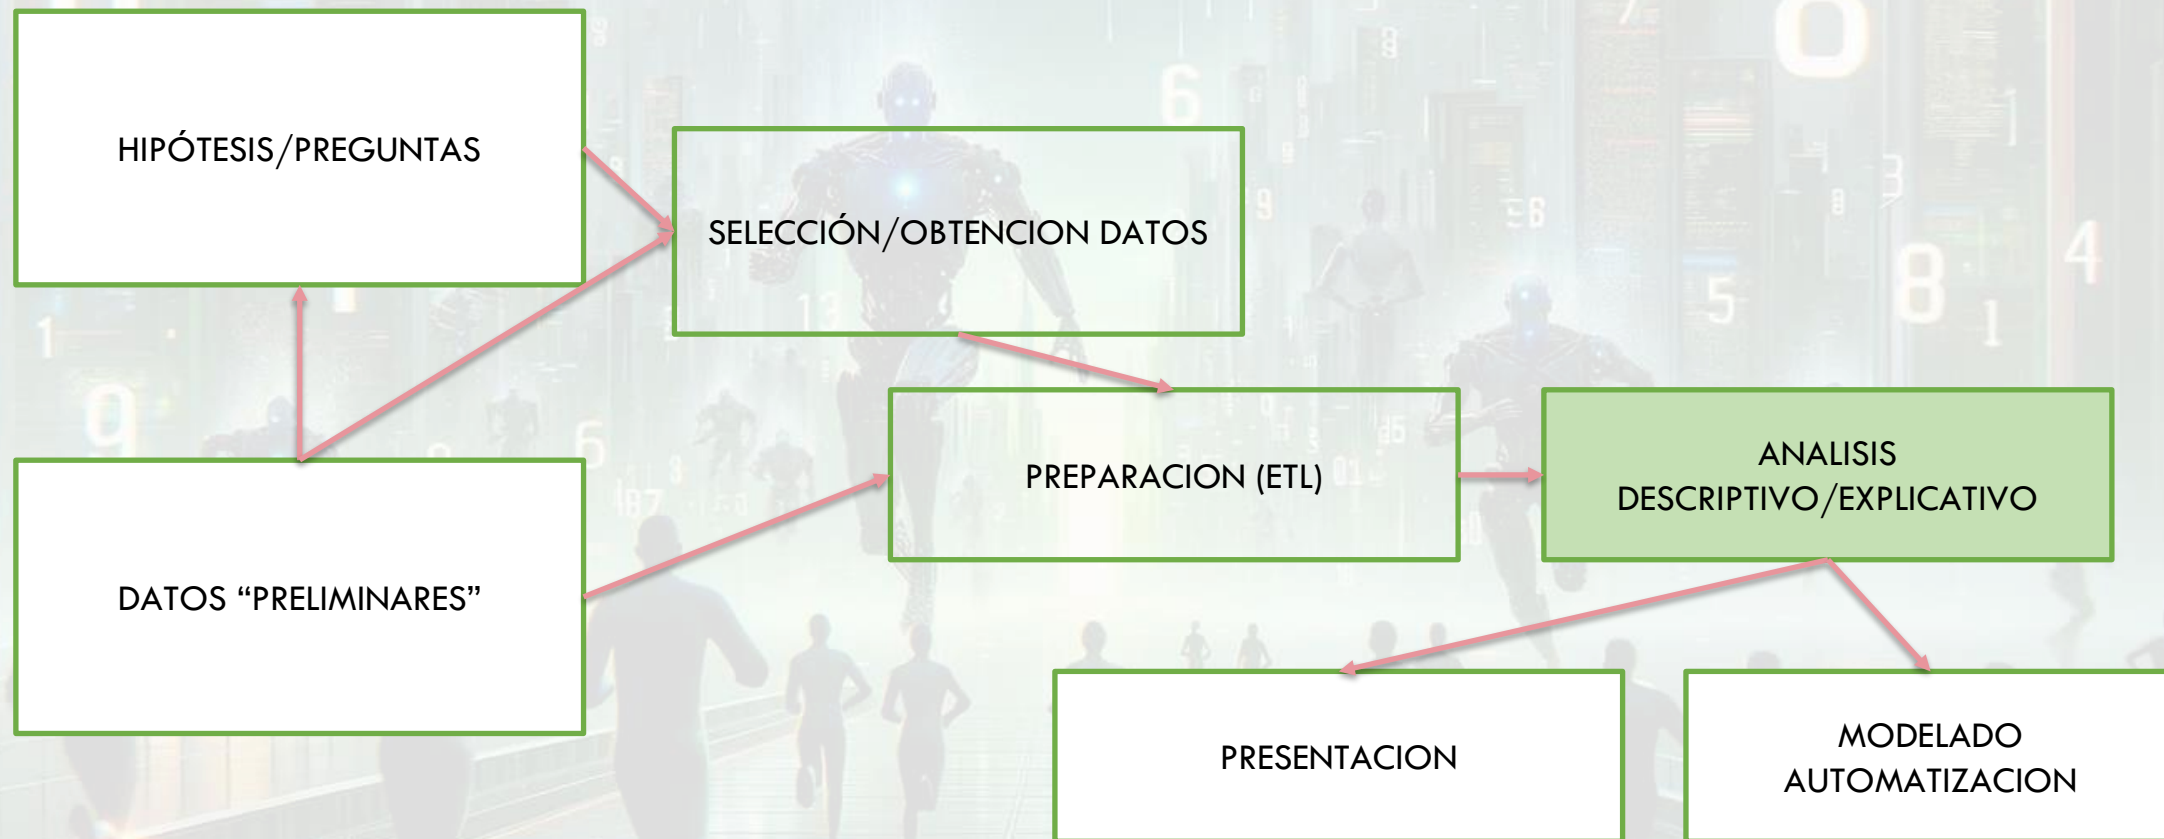 HIPÓTESIS/PREGUNTAS
SELECCIÓN/OBTENCION DATOS
PREPARACION (ETL)
ANALISIS
DESCRIPTIVO/EXPLICATIVO
DATOS “PRELIMINARES”
PRESENTACION
MODELADO
AUTOMATIZACION